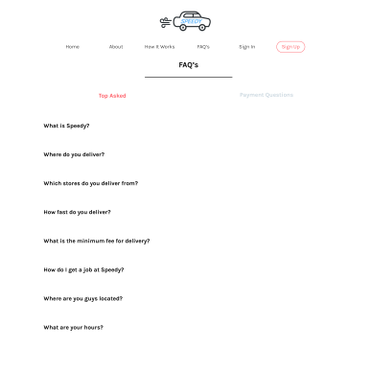 SPEEDY
Home About How it Works FAQ's Sign In Sign Up
FAQ's
Top Asked Payment Questions
What is Speedy?
Where do you deliver?
Which stores do you deliver from?
How fast do you deliver?
What is the minimum fee for delivery?
How do I get a job at Speedy?
Where are you guys located?
What are your hours?